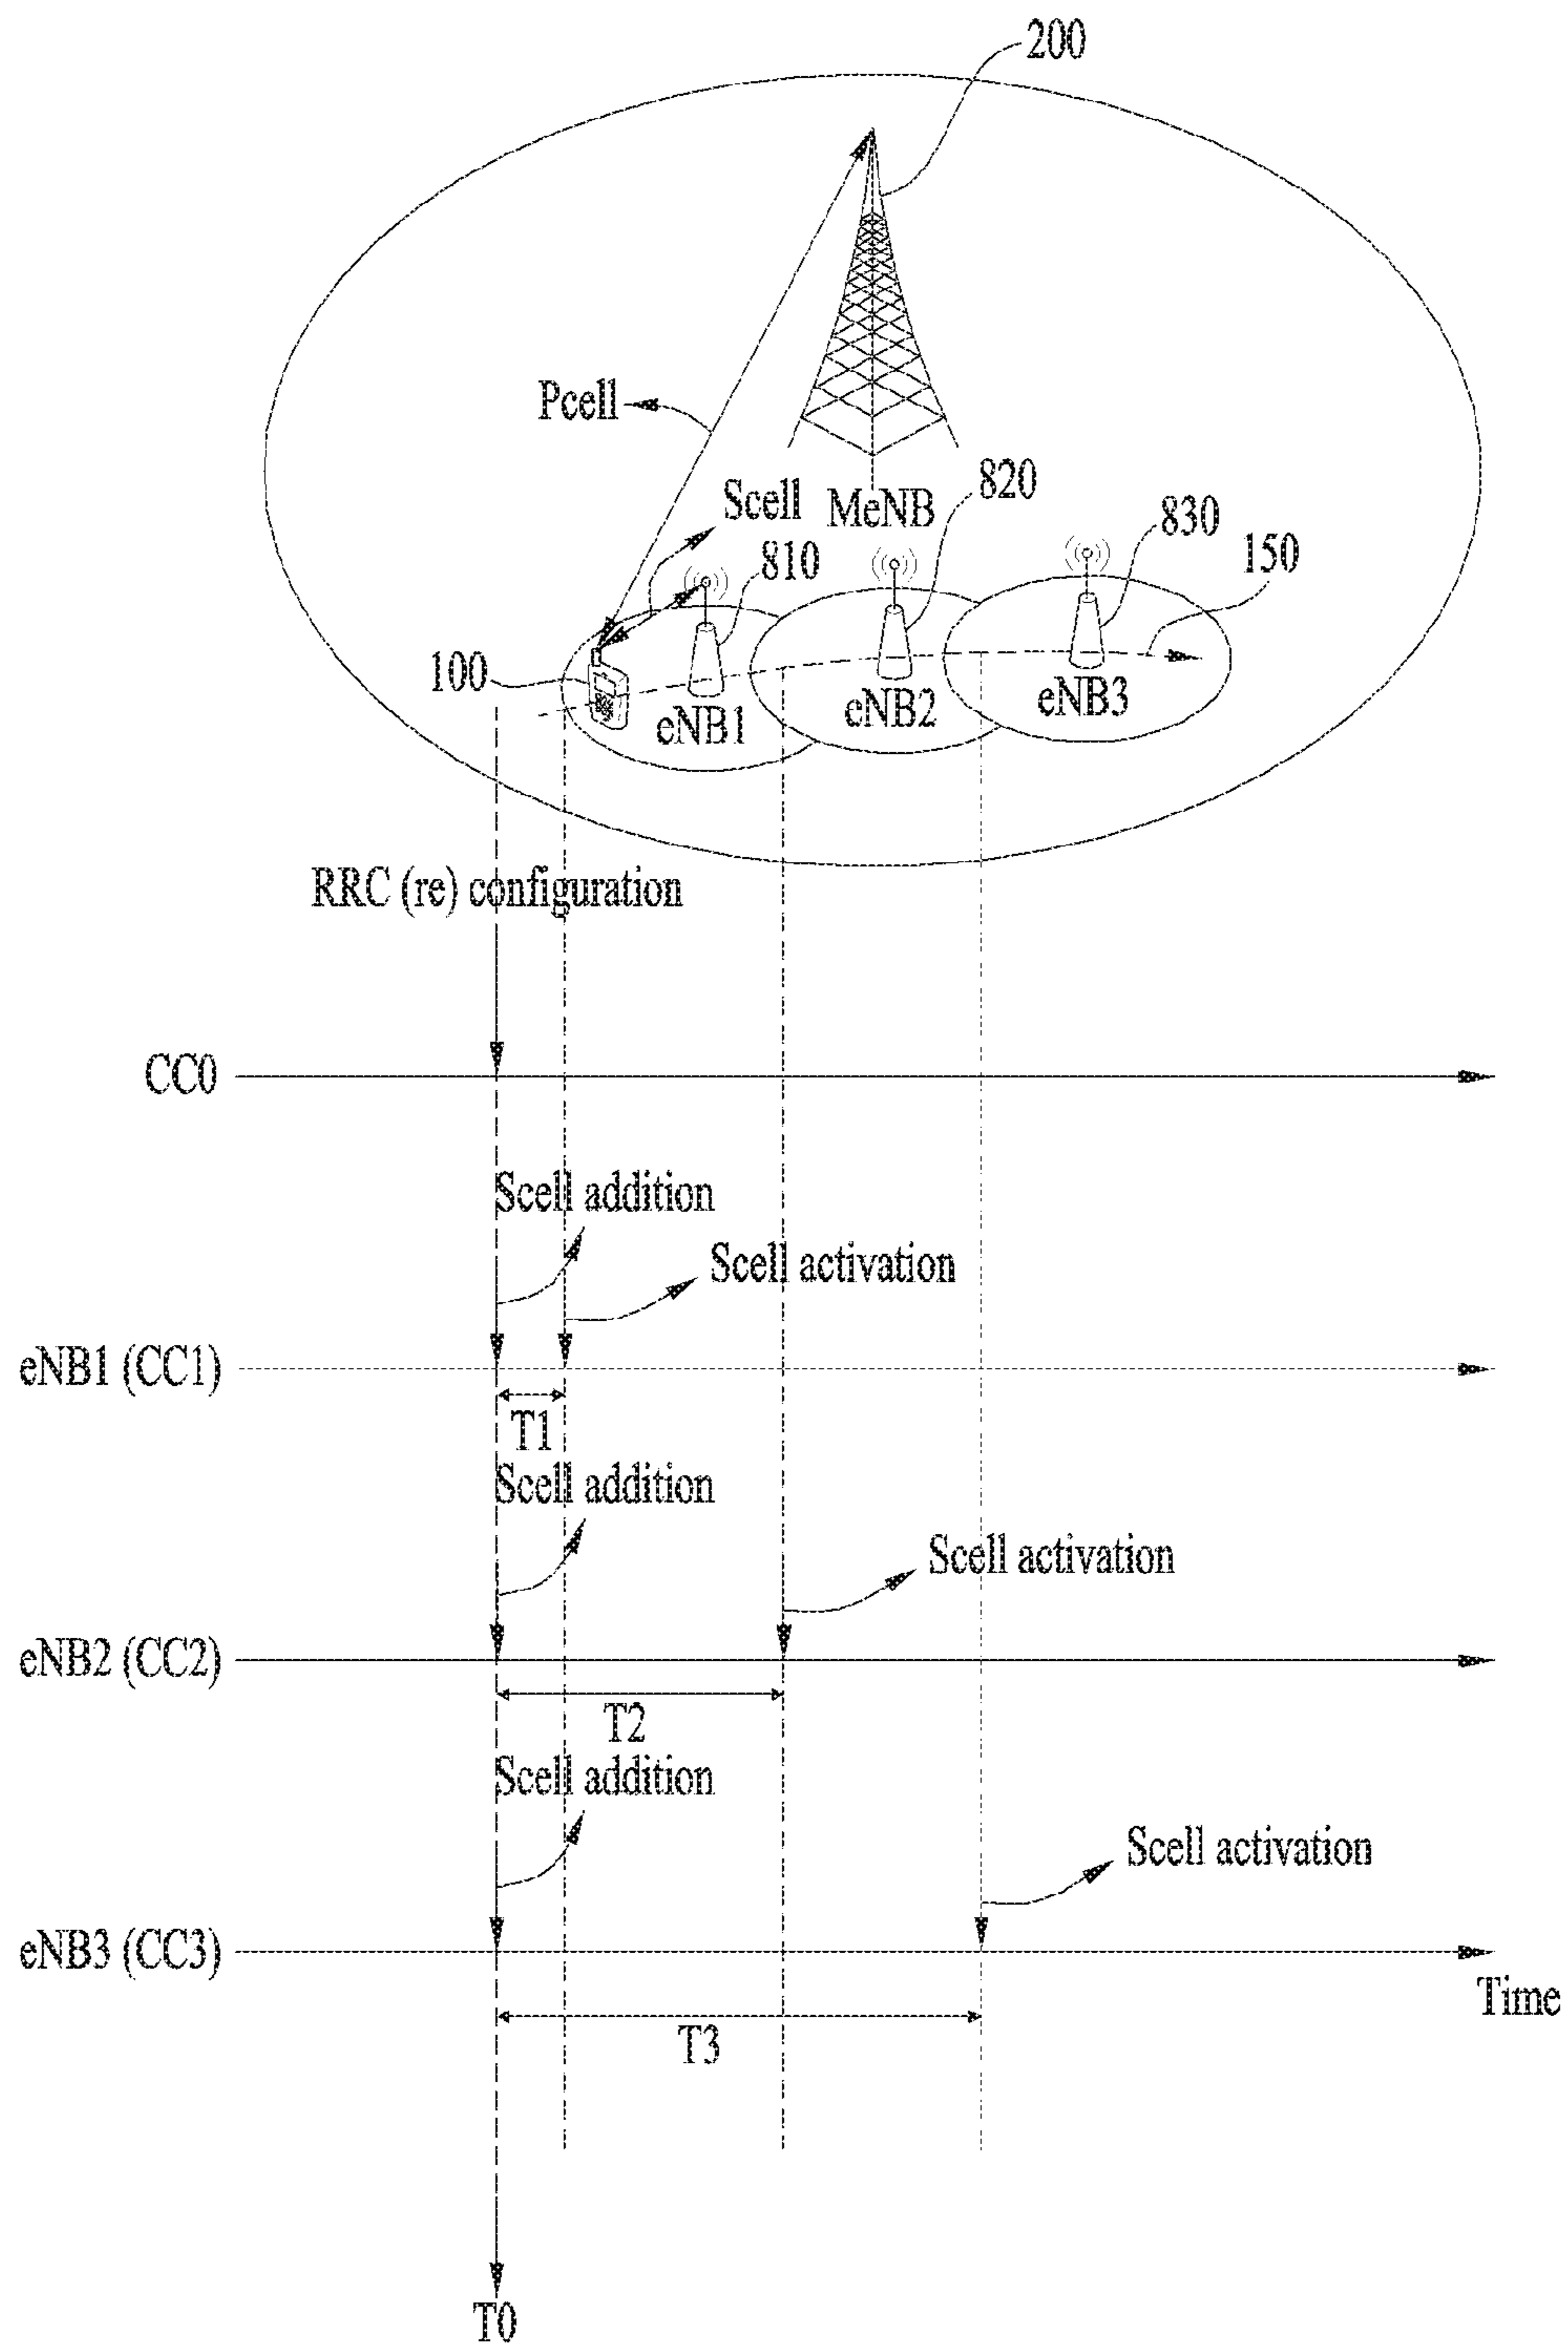 200
Pcell
Scell
MeNB
820
830
810
150
100
eNB1
eNB2
eNB3
RRC (re) configuration
CC0
Scell addition
Scell activation
eNB1 (CC1)
T1
Scell addition
Scell activation
eNB2 (CC2)
T2
Scell addition
Scell activation
eNB3 (CC3)
Time
T3
T0